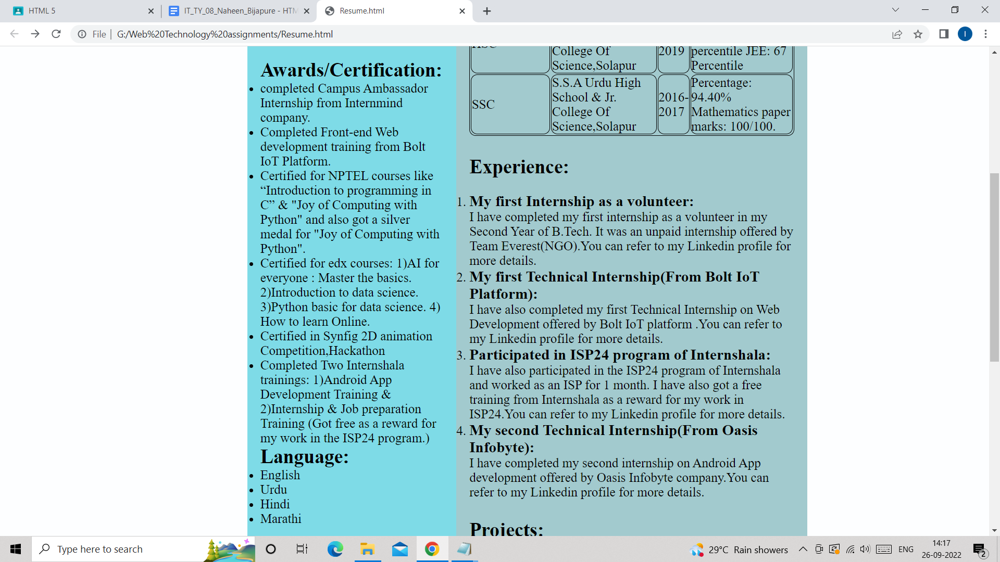 HTML 5
IT_TY_08_Naheen_Bijapure - HTM
Resume.html
File
G:/Web%20Technology%20assignments/Resume.html
I
Awards/Certification:
• completed Campus Ambassador
Internship from Internmind
company.
• Completed Front-end Web
development training from Bolt
IoT Platform.
• Certified for NPTEL courses like
“Introduction to programming in
C” & "Joy of Computing with
Python" and also got a silver
medal for "Joy of Computing with
Python".
• Certified for edx courses: 1)AI for
everyone : Master the basics.
2)Introduction to data science.
3)Python basic for data science. 4)
How to learn Online.
• Certified in Synfig 2D animation
Competition,Hackathon
• Completed Two Internshala
trainings: 1)Android App
Development Training &
2)Internship & Job preparation
Training (Got free as a reward for
my work in the ISP24 program.)
Language:
• English
• Urdu
• Hindi
• Marathi
College Of
Science,Solapur
2019
percentile JEE: 67
Percentile
SSC
S.S.A Urdu High
School & Jr.
College Of
Science,Solapur
2016-
2017
Percentage:
94.40%
Mathematics paper
marks: 100/100.
Experience:
1. My first Internship as a volunteer:
I have completed my first internship as a volunteer in my
Second Year of B.Tech. It was an unpaid internship offered by
Team Everest(NGO).You can refer to my Linkedin profile for
more details.
2. My first Technical Internship(From Bolt IoT
Platform):
I have also completed my first Technical Internship on Web
Development offered by Bolt IoT platform .You can refer to
my Linkedin profile for more details.
3. Participated in ISP24 program of Internshala:
I have also participated in the ISP24 program of Internshala
and worked as an ISP for 1 month. I have also got a free
training from Internshala as a reward for my work in
ISP24.You can refer to my Linkedin profile for more details.
4. My second Technical Internship(From Oasis
Infobyte):
I have completed my second internship on Android App
development offered by Oasis Infobyte company.You can
refer to my Linkedin profile for more details.
Projects:
Type here to search
29°C Rain showers
ENG
14:17
26-09-2022
2